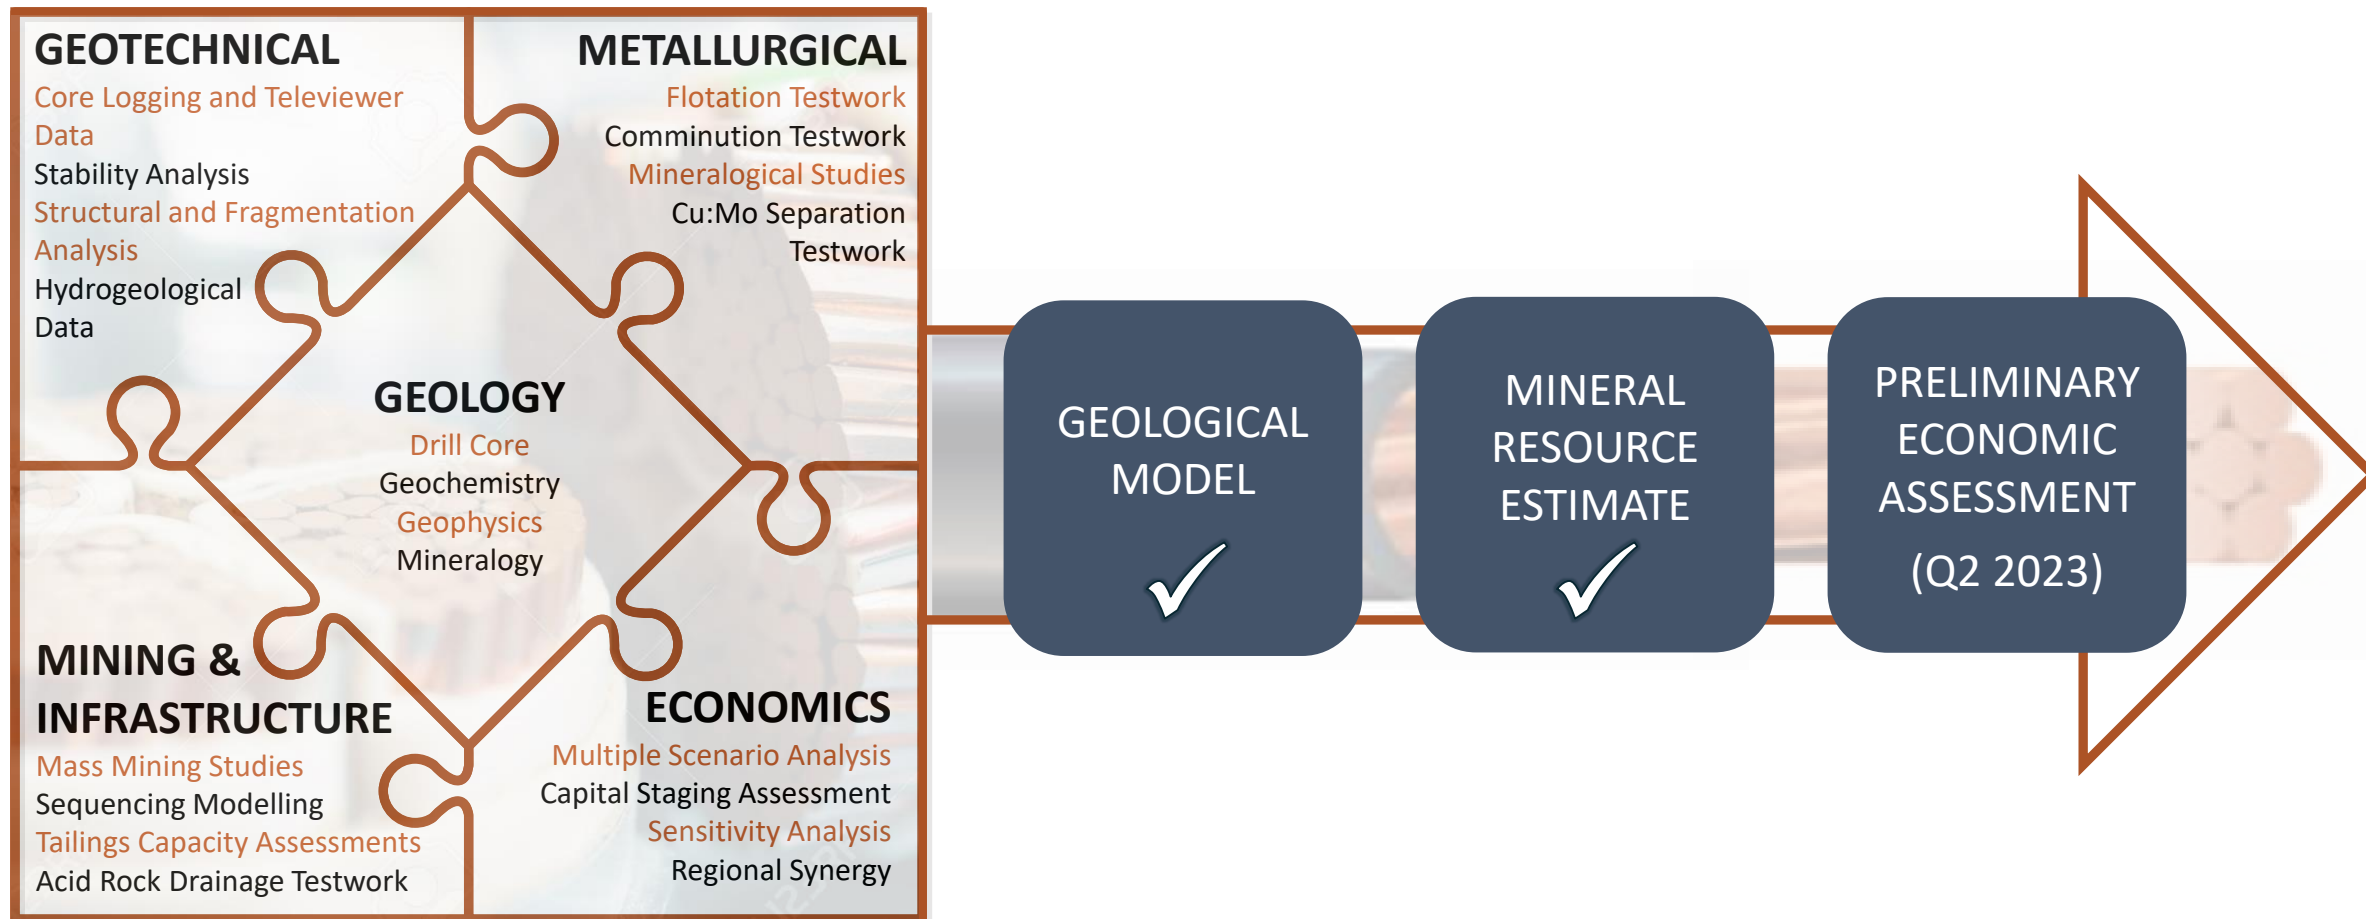 GEOTECHNICAL
Core Logging and Televiewer
Data
Stability Analysis
Structural and Fragmentation
Analysis
Hydrogeological
Data
METALLURGICAL
Flotation Testwork
Comminution Testwork
Mineralogical Studies
Cu:Mo Separation
Testwork
GEOLOGY
Drill Core
Geochemistry
Geophysics
Mineralogy
MINING &
INFRASTRUCTURE
Mass Mining Studies
Sequencing Modelling
Tailings Capacity Assessments
Acid Rock Drainage Testwork
ECONOMICS
Multiple Scenario Analysis
Capital Staging Assessment
Sensitivity Analysis
Regional Synergy
GEOLOGICAL
MODEL
MINERAL
RESOURCE
ESTIMATE
PRELIMINARY
ECONOMIC
ASSESSMENT
(Q2 2023)